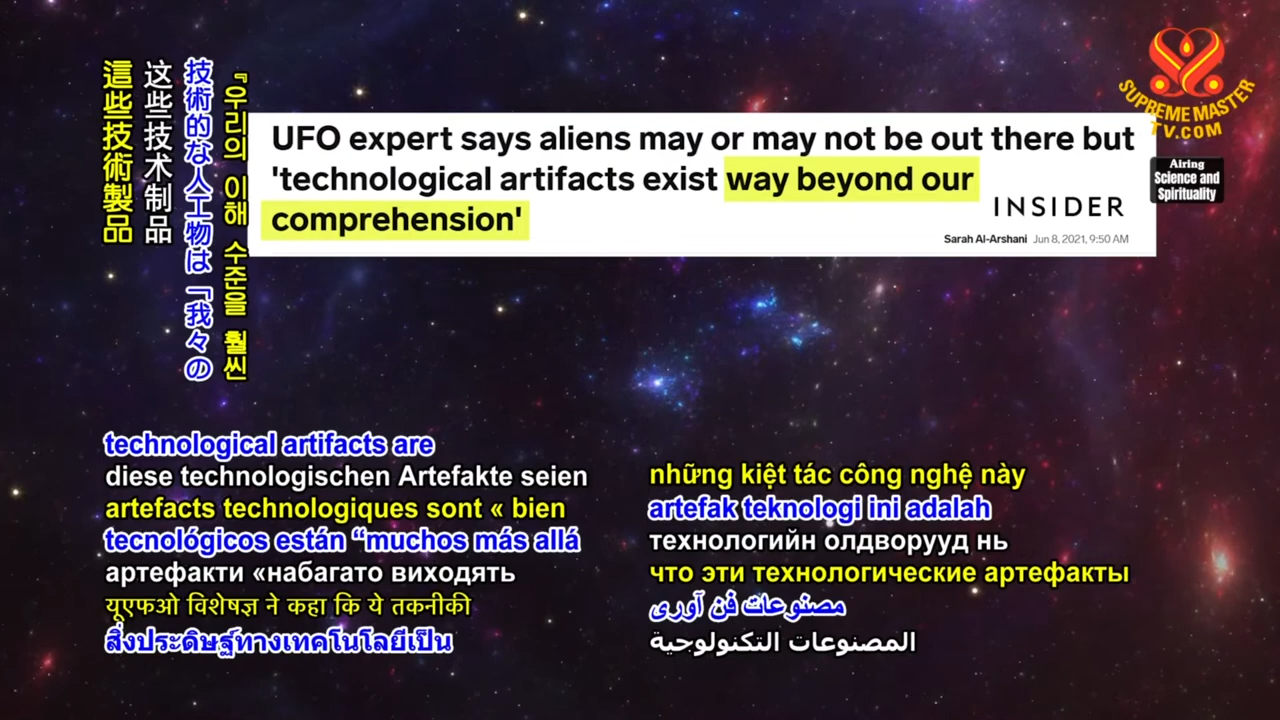 這些技術製品
这些技术制品
技術的な人工物は「我々の
『우리의 이해 수준을 훨씬
UFO expert says aliens may or may not be out there but
'technological artifacts exist way beyond our
comprehension'
INSIDER
Sarah Al-Arshani Jun 8, 2021, 9:50 AM
SUPREME MASTER
TV.COM
Airing
Science and
Spirituality
technological artifacts are
diese technologischen Artefakte seien
artefacts technologiques sont « bien
tecnológicos están “muchos más allá
артефакти «набагато виходять
यूएफओ विशेषज्ञ ने कहा कि ये तकनीकी
สิ่งประดิษฐ์ทางเทคโนโลยีเป็น
những kiệt tác công nghệ này
artefak teknologi ini adalah
технологийн олдворууд нь
что эти технологические артефакты
مصنوعات فن آوری
المصنوعات التكنولوجية